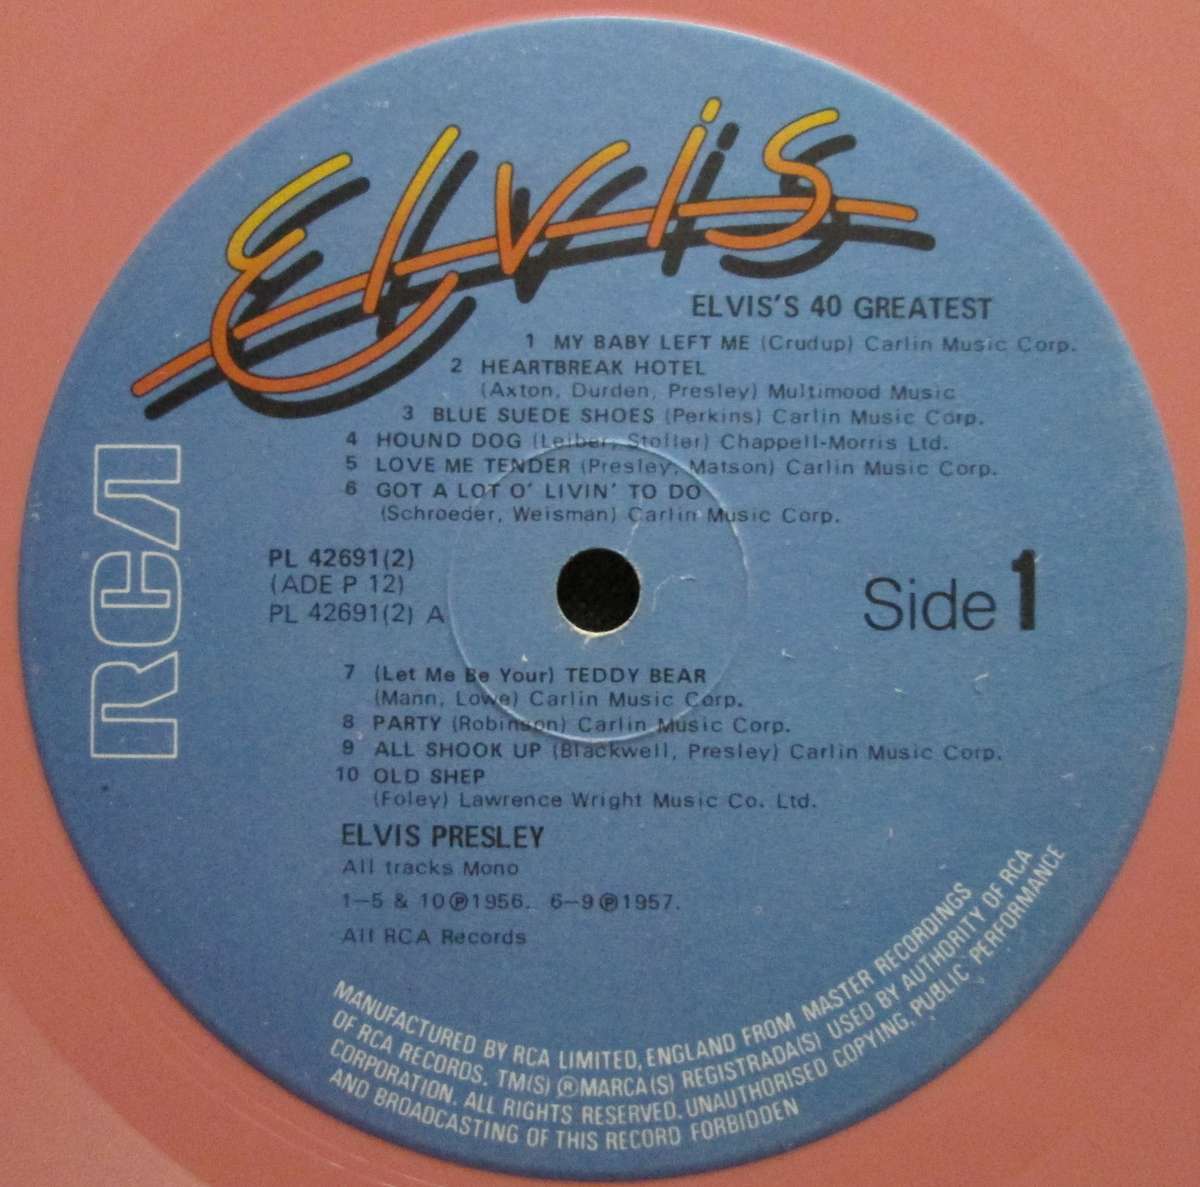 ELVIS
ELVIS'S 40 GREATEST
1 MY BABY LEFT ME (Crudup) Carlin Music Corp.
2 HEARTBREAK HOTEL
(Axton, Durden, Presley) Multimood Music
3 BLUE SUEDE SHOES (Perkins) Carlin Music Corp.
4 HOUND DOG (Leiber, Stoller) Chappell-Morris Ltd.
5 LOVE ME TENDER (Presley, Matson) Carlin Music Corp.
6 GOT A LOT O' LIVIN' TO DO
(Schroeder, Weisman) Carlin Music Corp.
RCA
PL 42691(2)
(ADE P 12)
PL 42691(2) A
Side 1
7 (Let Me Be Your) TEDDY BEAR
(Mann, Lowe) Carlin Music Corp.
8 PARTY (Robinson) Carlin Music Corp.
9 ALL SHOOK UP (Blackwell, Presley) Carlin Music Corp.
10 OLD SHEP
(Foley) Lawrence Wright Music Co. Ltd.
ELVIS PRESLEY
All tracks Mono
1–5 & 10 ℗ 1956. 6–9 ℗ 1957.
All RCA Records
MANUFACTURED BY RCA LIMITED, ENGLAND FROM MASTER RECORDINGS
OF RCA RECORDS. TM(S) ® MARCA(S) REGISTRADA(S) USED BY AUTHORITY OF RCA
CORPORATION. ALL RIGHTS RESERVED. UNAUTHORISED COPYING, PUBLIC PERFORMANCE
AND BROADCASTING OF THIS RECORD FORBIDDEN